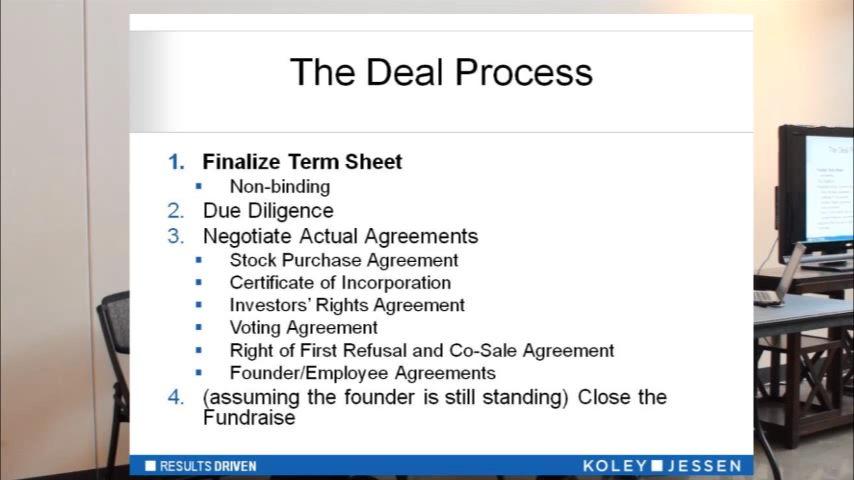 The Deal Process
1. Finalize Term Sheet
▪ Non-binding
2. Due Diligence
3. Negotiate Actual Agreements
▪ Stock Purchase Agreement
▪ Certificate of Incorporation
▪ Investors' Rights Agreement
▪ Voting Agreement
▪ Right of First Refusal and Co-Sale Agreement
▪ Founder/Employee Agreements
4. (assuming the founder is still standing) Close the
Fundraise
RESULTS DRIVEN
KOLEY JESSEN
The Deal P